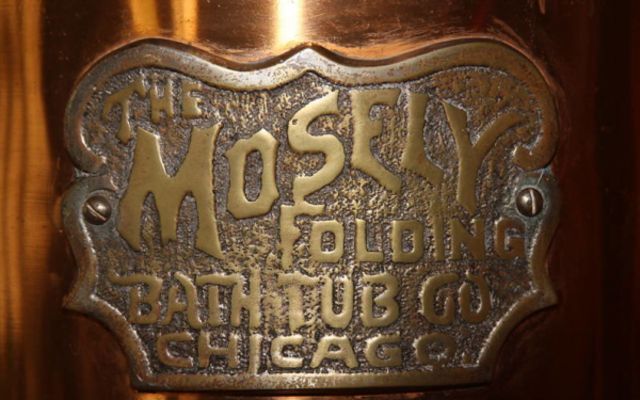 THE
MOSELY
FOLDING
BATH TUB CO
CHICAGO.